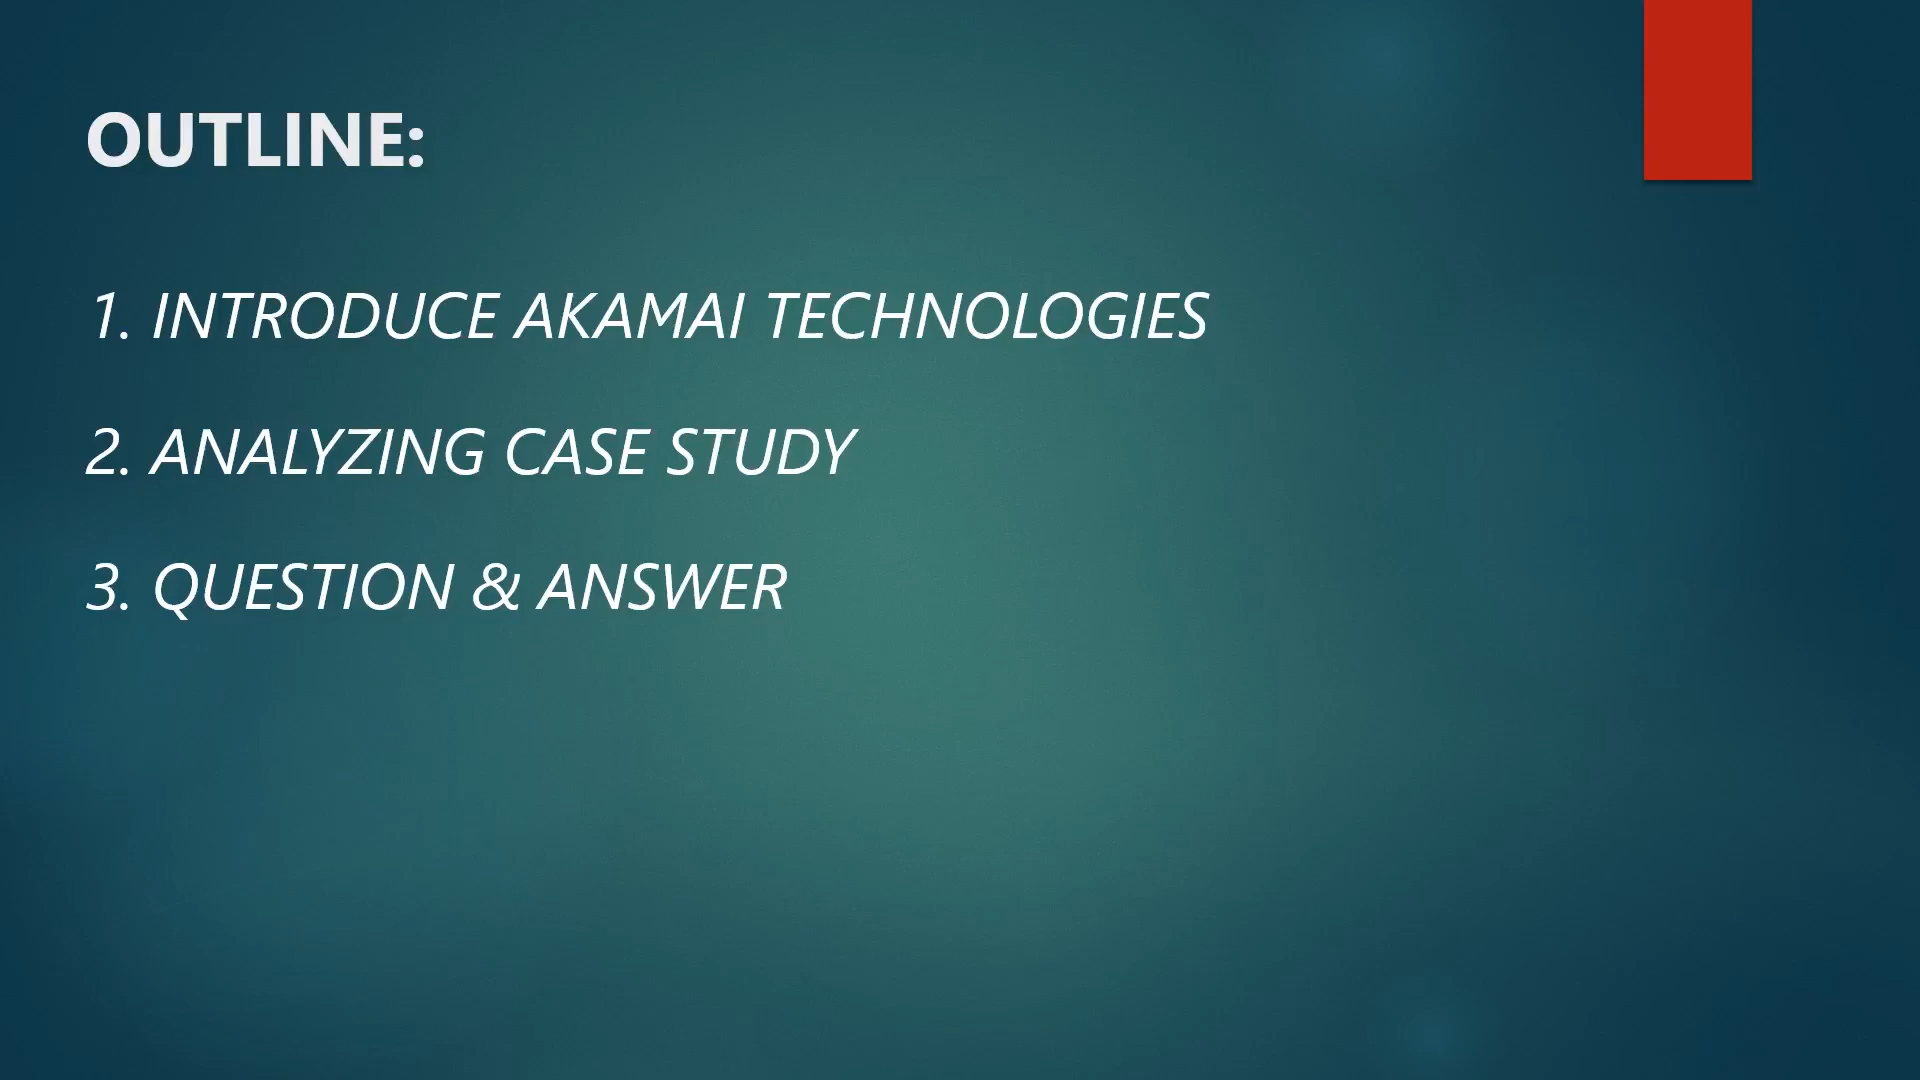 OUTLINE:
1. INTRODUCE AKAMAI TECHNOLOGIES
2. ANALYZING CASE STUDY
3. QUESTION & ANSWER